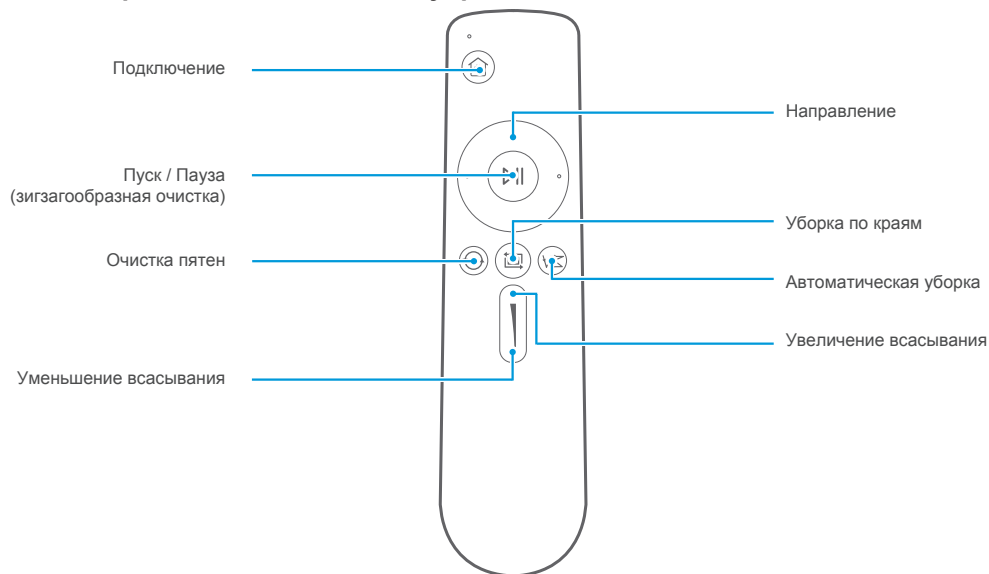 Подключение
Направление
Пуск / Пауза
(зигзагообразная очистка)
Уборка по краям
Очистка пятен
Автоматическая уборка
Увеличение всасывания
Уменьшение всасывания